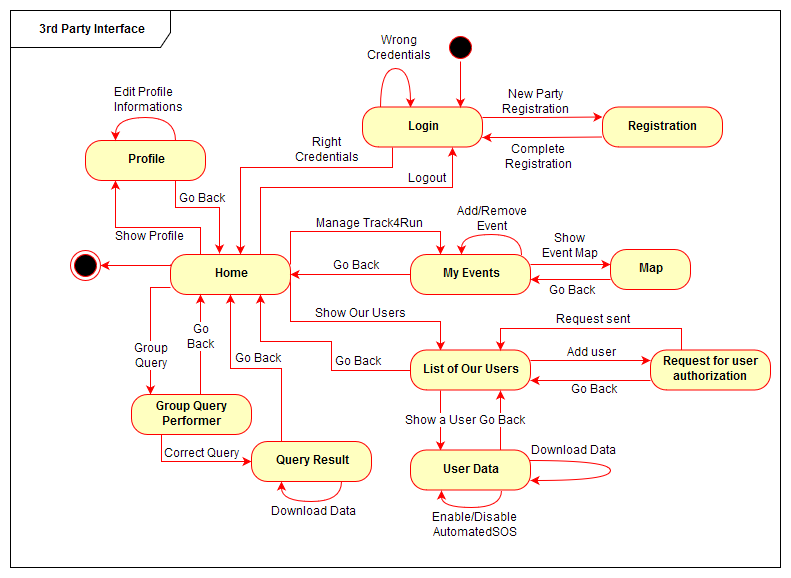 3rd Party Interface
Wrong
Credentials
Edit Profile
Informations
New Party
Registration
Login
Registration
Right
Credentials
Complete
Registration
Profile
Logout
Go Back
Show Profile
Manage Track4Run
Add/Remove
Event
Show
Event Map
Home
Go Back
My Events
Map
Go Back
Show Our Users
Request sent
Go
Back
Group
Query
Go Back
Go Back
List of Our Users
Add user
Go Back
Request for user
authorization
Group Query
Performer
Show a User
Go Back
Correct Query
Query Result
User Data
Download Data
Download Data
Enable/Disable
AutomatedSOS